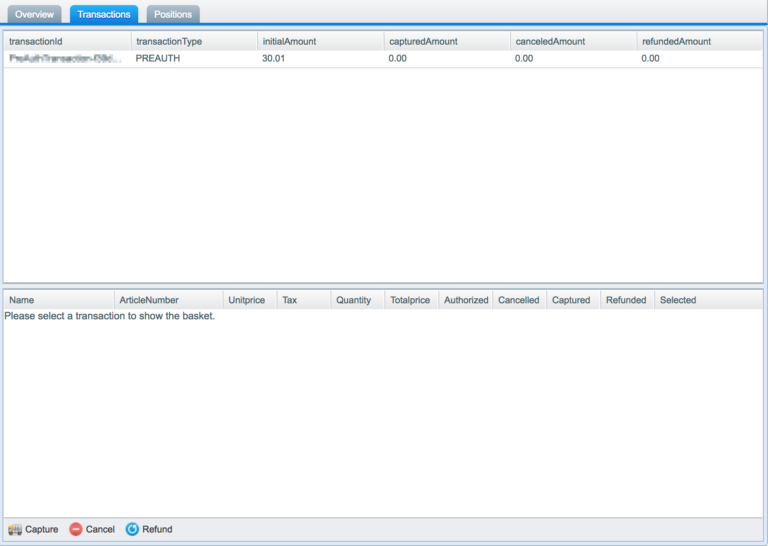 Overview Transactions Positions
transactionId transactionType initialAmount capturedAmount canceledAmount refundedAmount
PREAUTH 30.01 0.00 0.00 0.00
Name ArticleNumber Unitprice Tax Quantity Totalprice Authorized Cancelled Captured Refunded Selected
Please select a transaction to show the basket.
Capture Cancel Refund